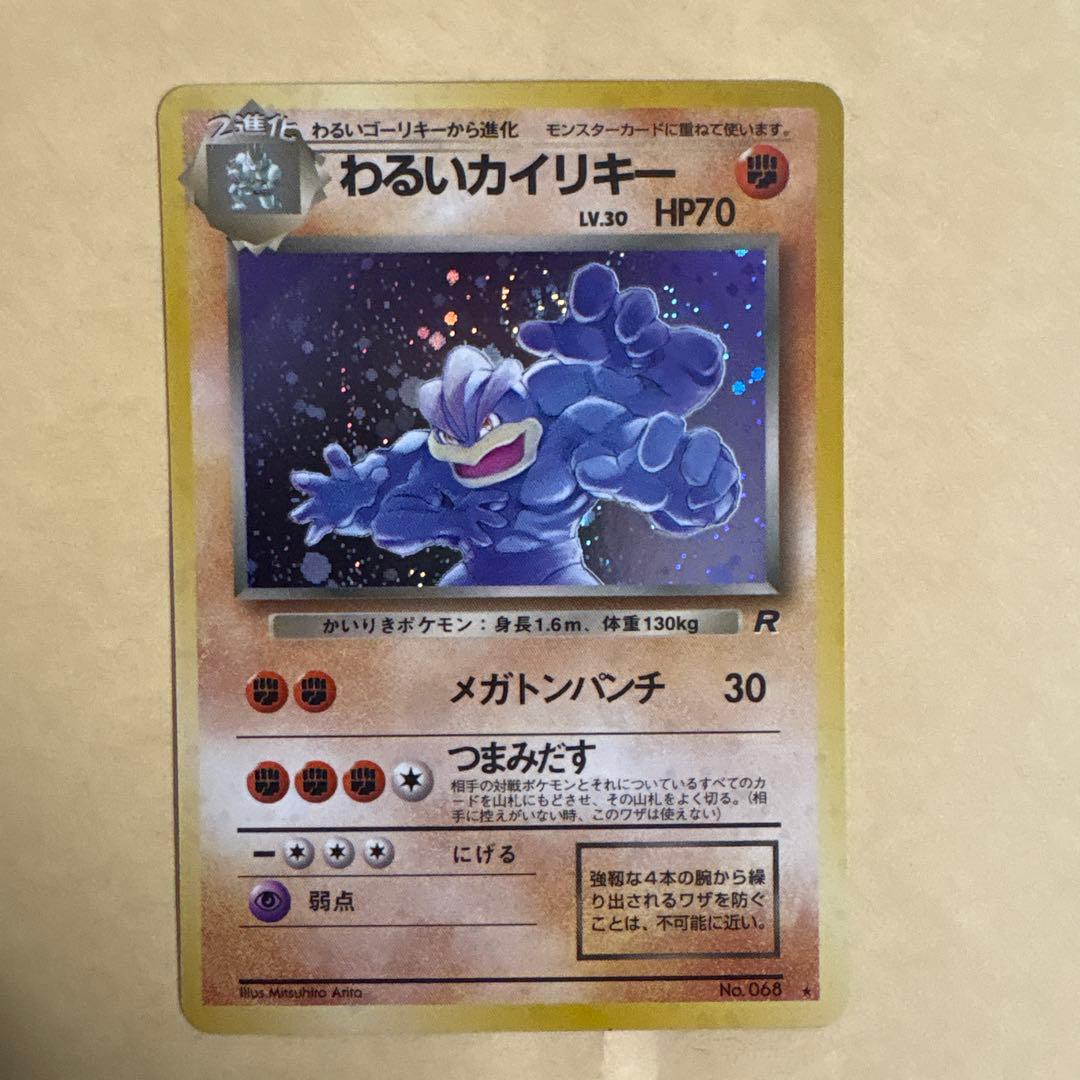 2進化 わるいゴーリキーから進化 モンスターカードに重ねて使います。
わるいカイリキー
LV.30 HP70
かいりきポケモン：身長1.6m、体重130kg R
メガトンパンチ 30
つまみだす
相手の対戦ポケモンとそれについているすべてのカ
ードを山札にもどさせ、その山札をよく切る。（相
手に控えがいない時、このワザは使えない）
ー にげる
弱点
強靱な4本の腕から繰
り出されるワザを防ぐ
ことは、不可能に近い。
Illus. Mitsuhiro Arita No. 068 ★